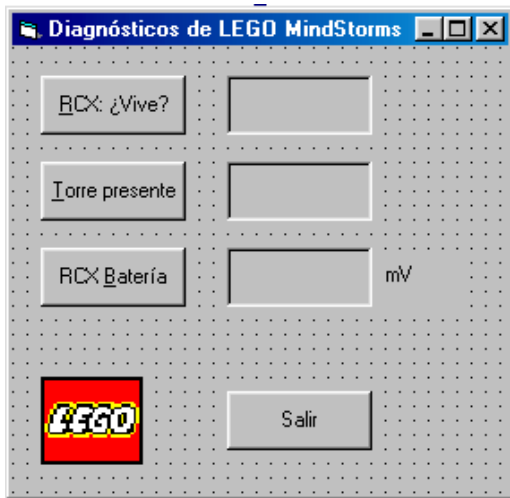 Diagnósticos de LEGO MindStorms
RCX: ¿Vive?
Torre presente
RCX Batería
mV
LEGO
Salir